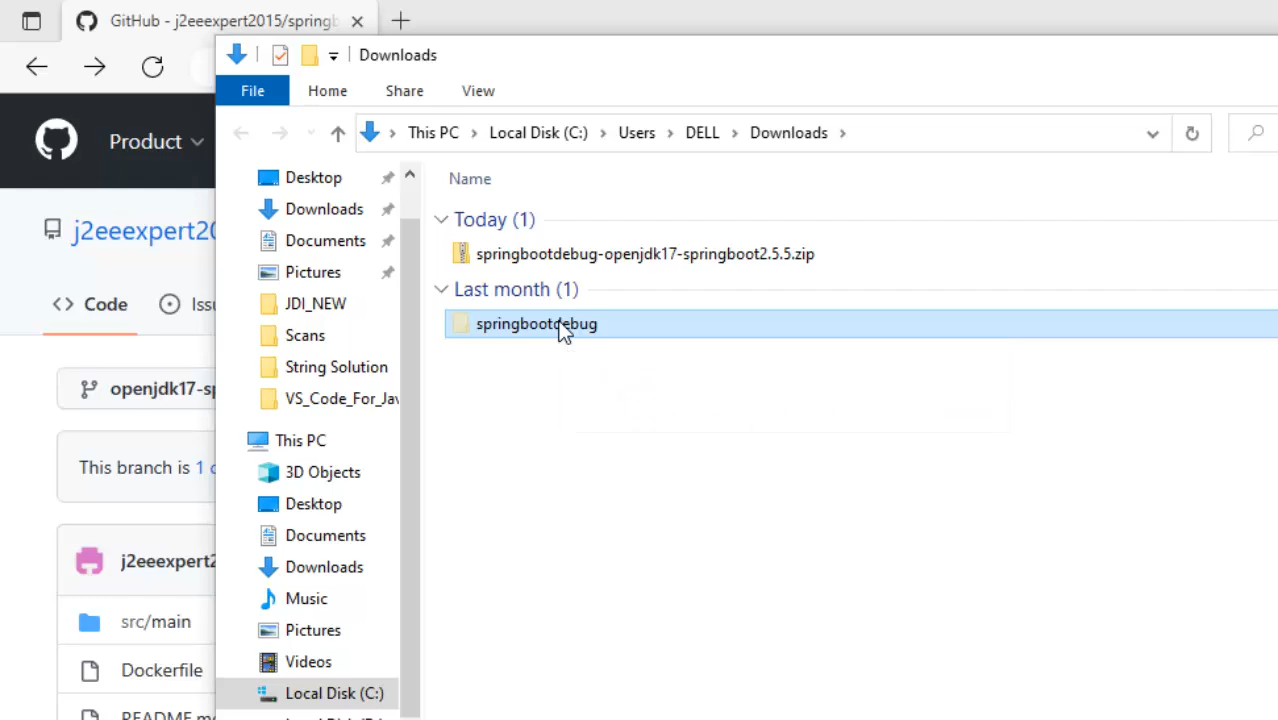 GitHub - j2eeexpert2015/springb
Downloads
File Home Share View
This PC Local Disk (C:) Users DELL Downloads
Product
Desktop
Downloads
Documents
Pictures
JDI_NEW
Scans
String Solution
VS_Code_For_Jav
This PC
3D Objects
Desktop
Documents
Downloads
Music
Pictures
Videos
Local Disk (C:)
Name
Today (1)
springbootdebug-openjdk17-springboot2.5.5.zip
Last month (1)
springbootdebug
j2eeexpert20
Code Issu
openjdk17-sp
This branch is 1 c
j2eeexpert2
src/main
Dockerfile
README.m